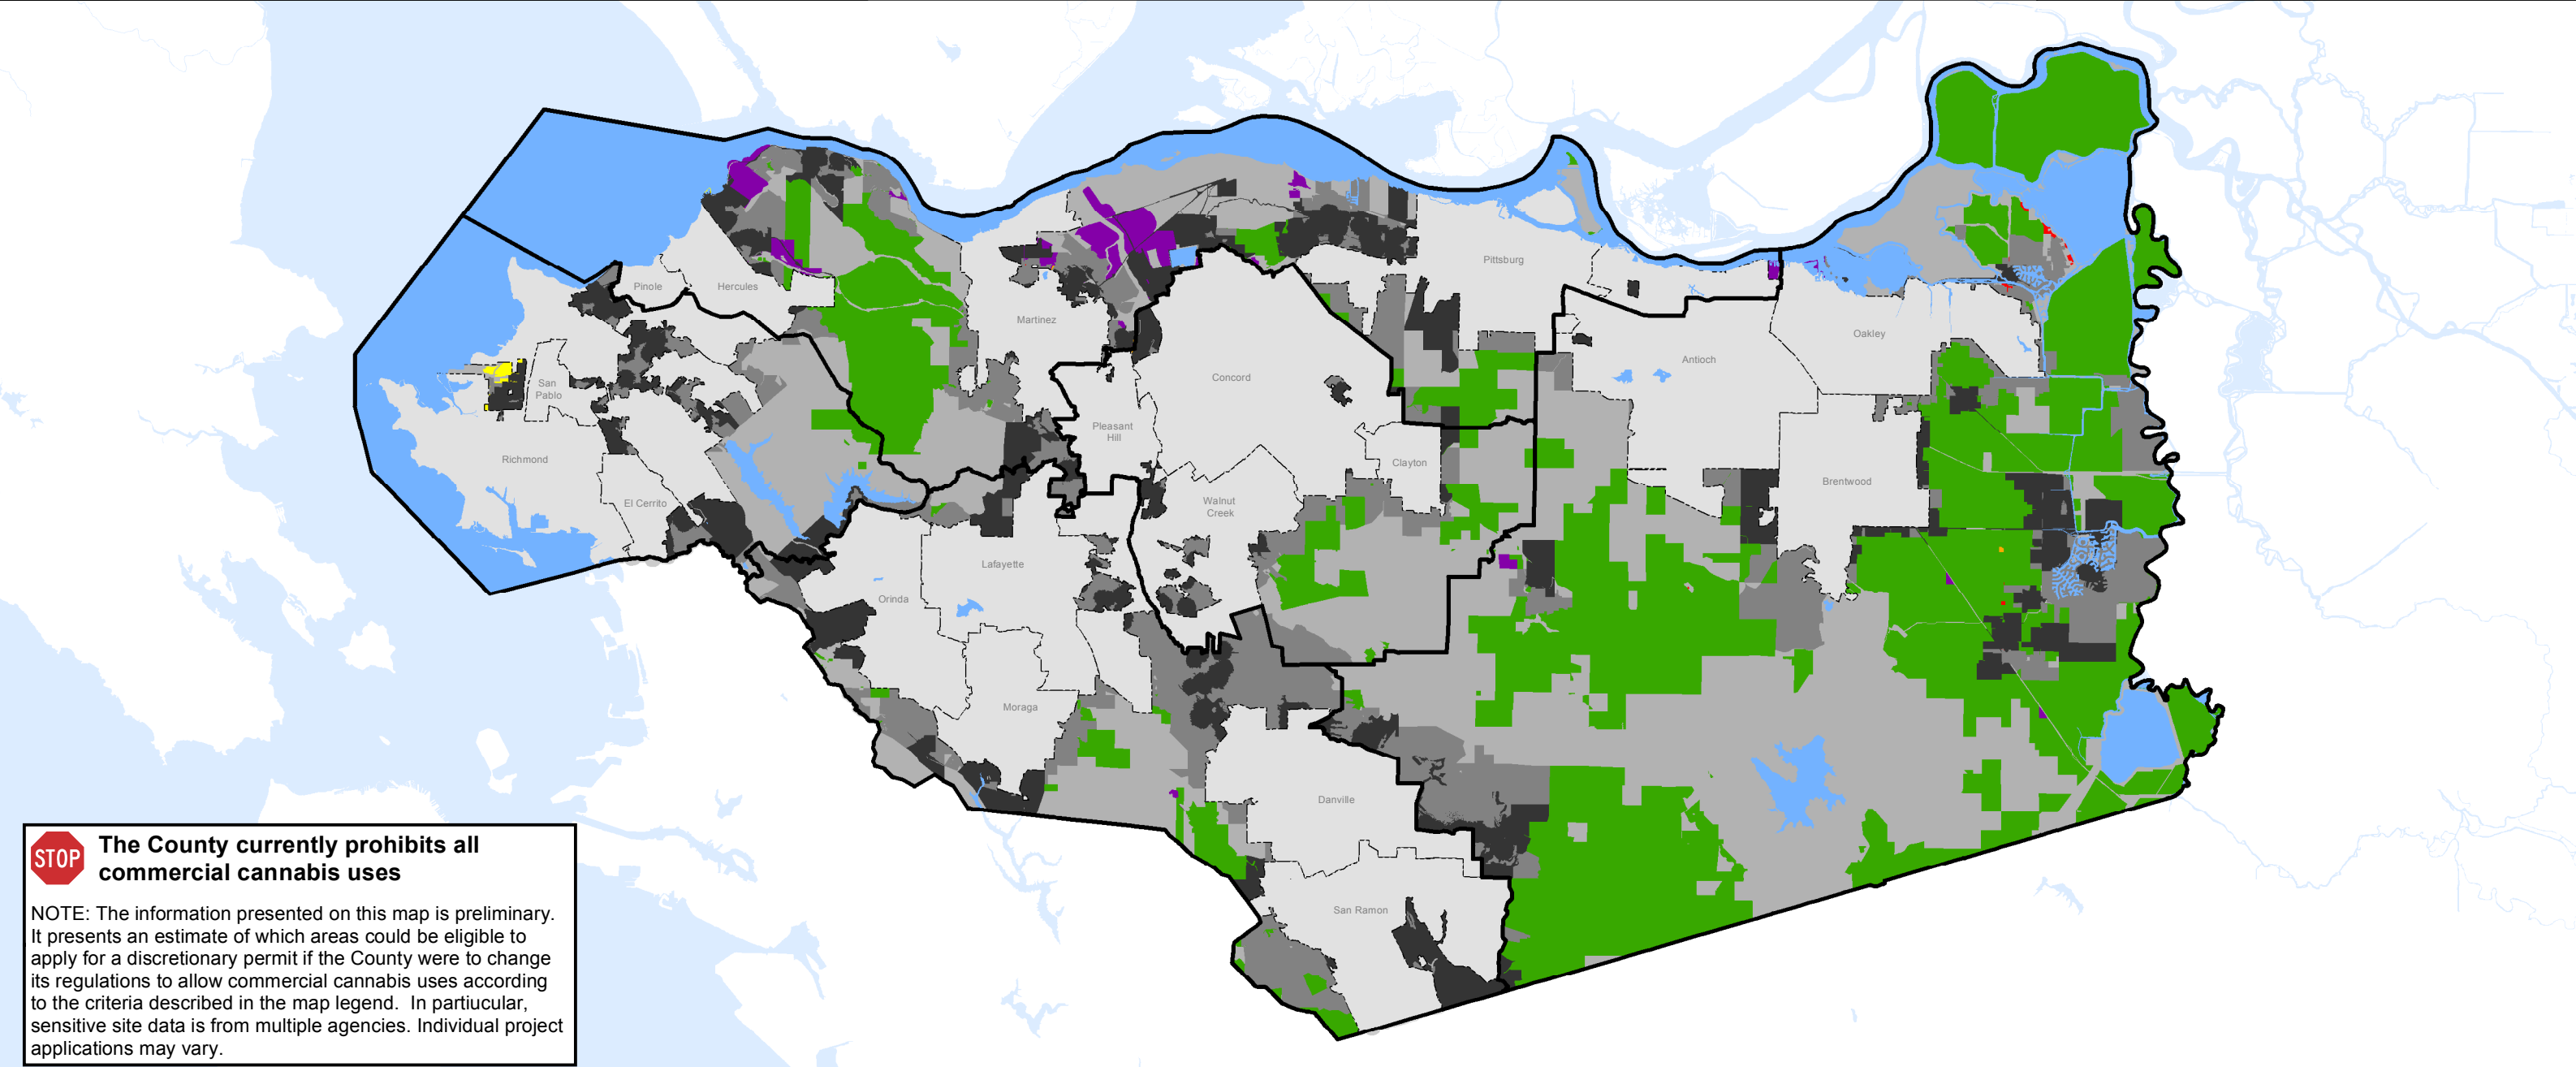 Pinole
Hercules
Martinez
Pittsburg
Oakley
Antioch
San
Pablo
Concord
Pleasant
Hill
Richmond
Clayton
Brentwood
El Cerrito
Walnut
Creek
Lafayette
Orinda
Moraga
Danville
San Ramon
STOP
The County currently prohibits all
commercial cannabis uses
NOTE: The information presented on this map is preliminary.
It presents an estimate of which areas could be eligible to
apply for a discretionary permit if the County were to change
its regulations to allow commercial cannabis uses according
to the criteria described in the map legend.  In partiucular,
sensitive site data is from multiple agencies. Individual project
applications may vary.